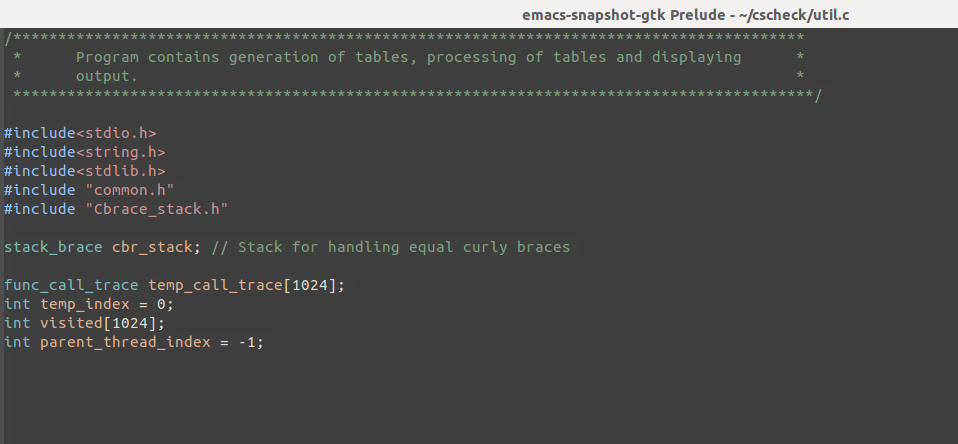 emacs-snapshot-gtk Prelude - ~/cscheck/util.c
/****************************************************************************************
 *      Program contains generation of tables, processing of tables and displaying      *
 *      output.                                                                         *
 *****************************************************************************************/
#include<stdio.h>
#include<string.h>
#include<stdlib.h>
#include "common.h"
#include "Cbrace_stack.h"
stack_brace cbr_stack; // Stack for handling equal curly braces
func_call_trace temp_call_trace[1024];
int temp_index = 0;
int visited[1024];
int parent_thread_index = -1;